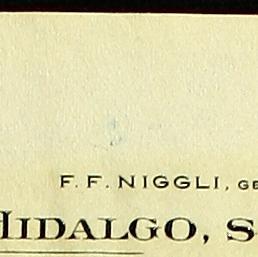 F. F. NIGGLI, GE
HIDALGO, S